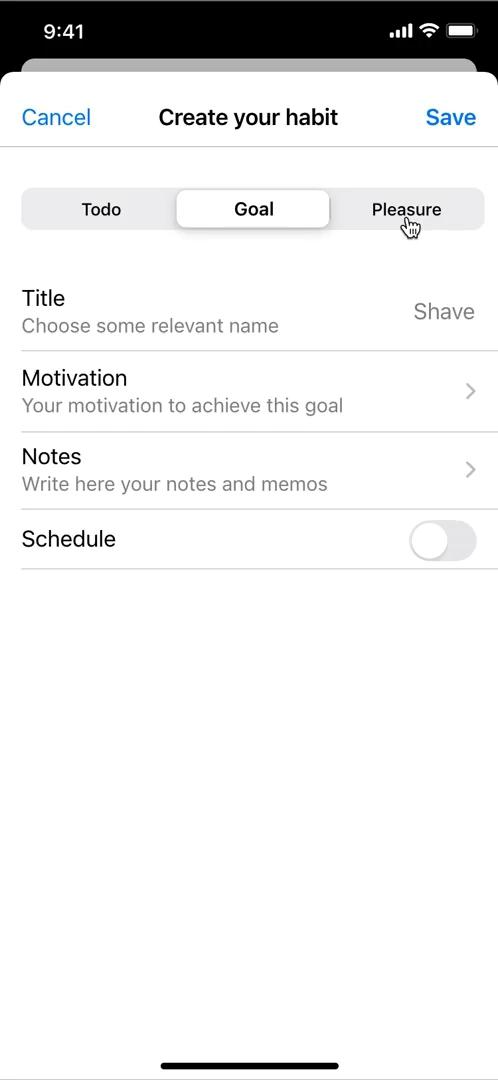 9:41
Cancel Create your habit Save
Todo Goal Pleasure
Title
Choose some relevant name
Shave
Motivation
Your motivation to achieve this goal
Notes
Write here your notes and memos
Schedule